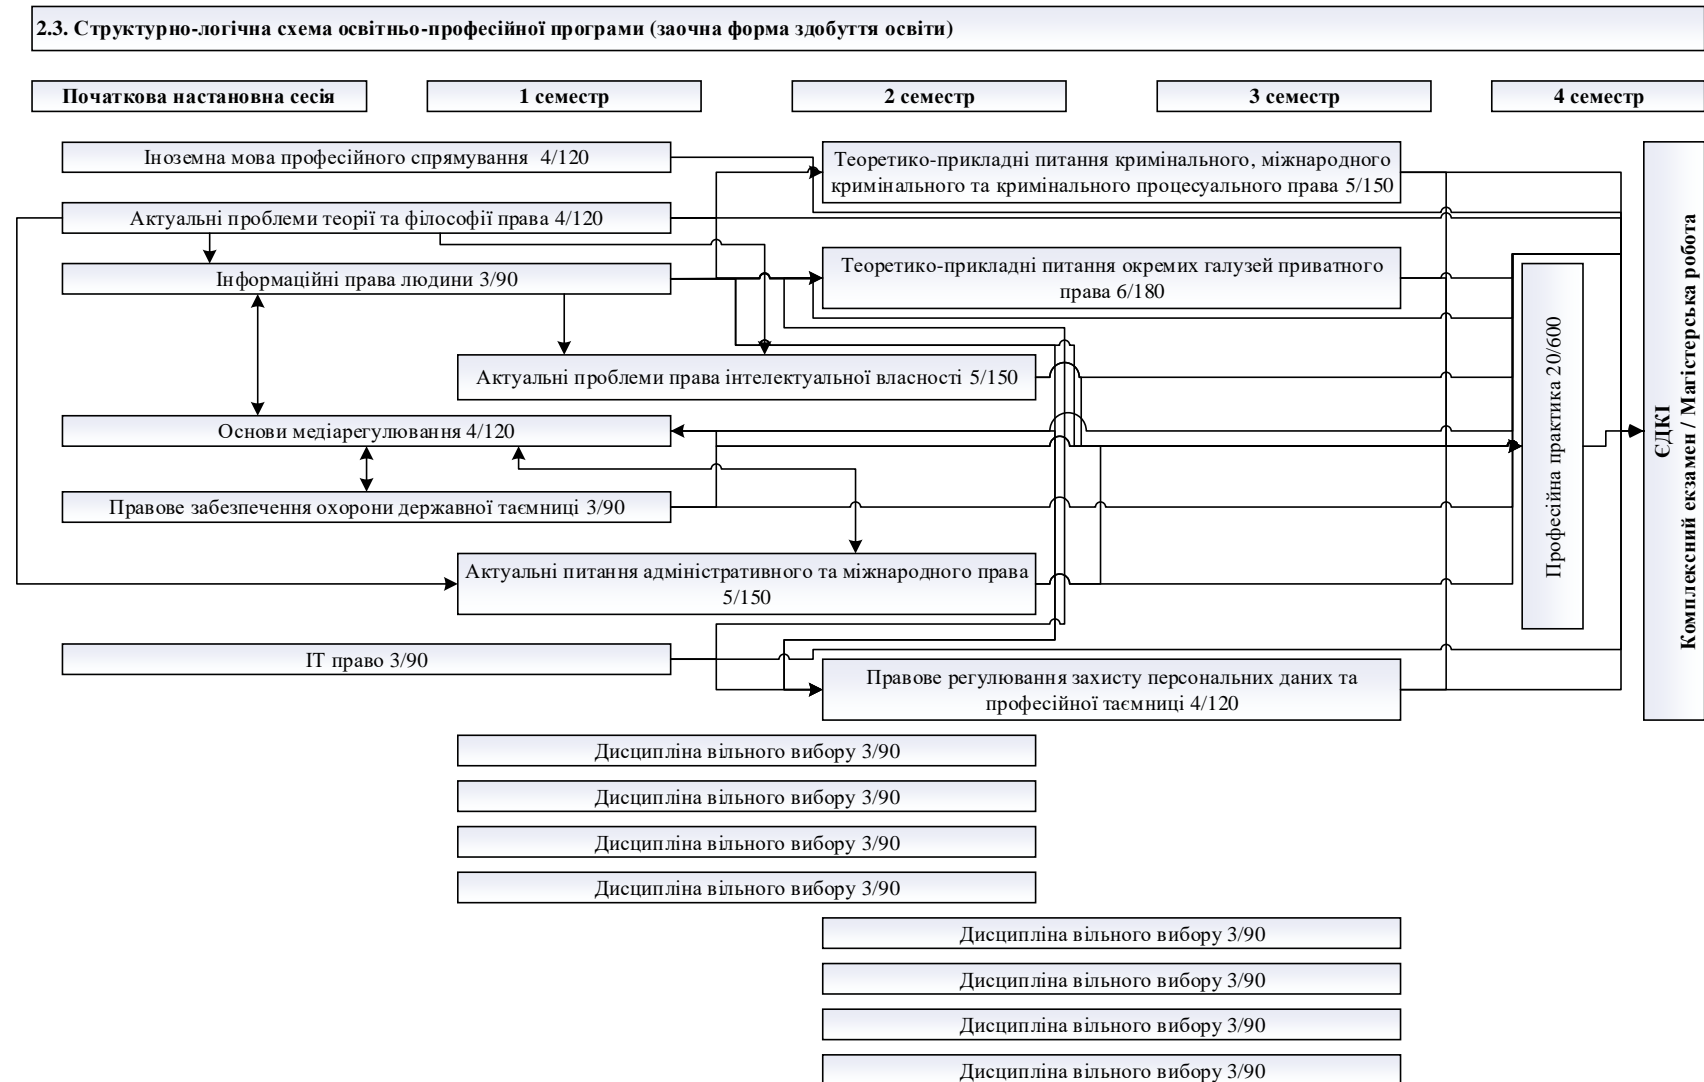 2.3. Структурно-логічна схема освітньо-професійної програми (заочна форма здобуття освіти)
Початкова настановна сесія
1 семестр
2 семестр
3 семестр
4 семестр
Іноземна мова професійного спрямування 4/120
Теоретико-прикладні питання кримінального, міжнародного
кримінального та кримінального процесуального права 5/150
Актуальні проблеми теорії та філософії права 4/120
Інформаційні права людини 3/90
Теоретико-прикладні питання окремих галузей приватного
права 6/180
Актуальні проблеми права інтелектуальної власності 5/150
Основи медіарегулювання 4/120
Правове забезпечення охорони державної таємниці 3/90
Актуальні питання адміністративного та міжнародного права
5/150
ІТ право 3/90
Правове регулювання захисту персональних даних та
професійної таємниці 4/120
Професійна практика 20/600
ЄДКІ
Комплексний екзамен / Магістерська робота
Дисципліна вільного вибору 3/90
Дисципліна вільного вибору 3/90
Дисципліна вільного вибору 3/90
Дисципліна вільного вибору 3/90
Дисципліна вільного вибору 3/90
Дисципліна вільного вибору 3/90
Дисципліна вільного вибору 3/90
Дисципліна вільного вибору 3/90